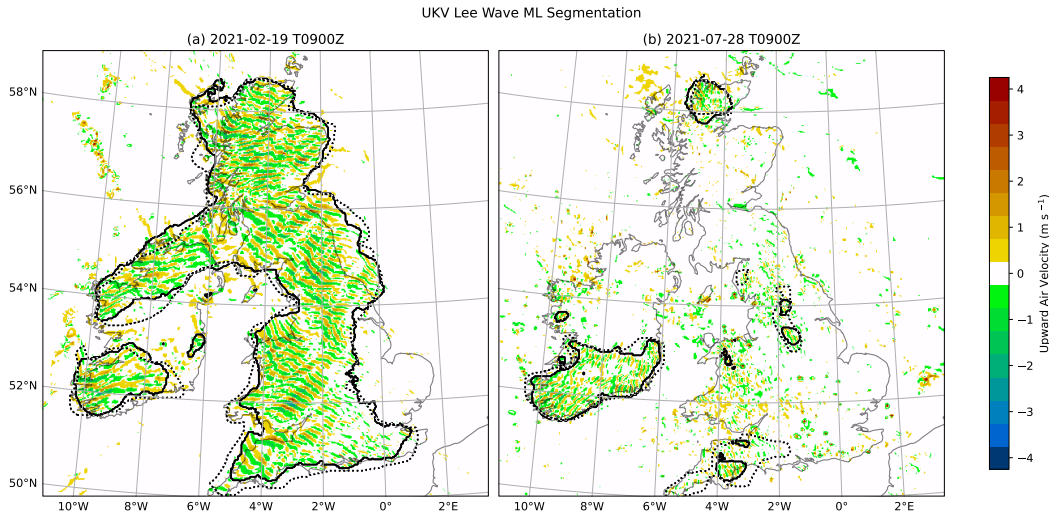 UKV Lee Wave ML Segmentation
(a) 2021-02-19 T0900Z
(b) 2021-07-28 T0900Z
58°N
56°N
54°N
52°N
50°N
10°W 8°W 6°W 4°W 2°W 0° 2°E
10°W 8°W 6°W 4°W 2°W 0° 2°E
4
3
2
1
0
−1
−2
−3
−4
Upward Air Velocity (m s⁻¹)